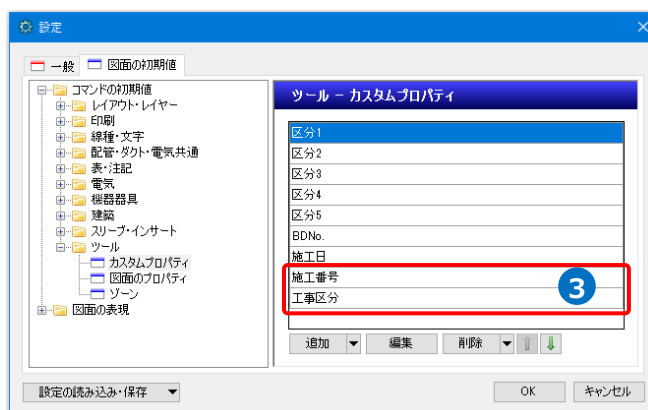 設定
一般
図面の初期値
コマンドの初期値
レイアウト・レイヤー
印刷
線種・文字
配管・ダクト・電気共通
表・注記
電気
機器器具
建築
スリーブ・インサート
ツール
カスタムプロパティ
図面のプロパティ
ゾーン
図面の表現
ツール - カスタムプロパティ
区分1
区分2
区分3
区分4
区分5
BDNo.
施工日
施工番号
工事区分
3
追加
編集
削除
設定の読み込み・保存
OK
キャンセル